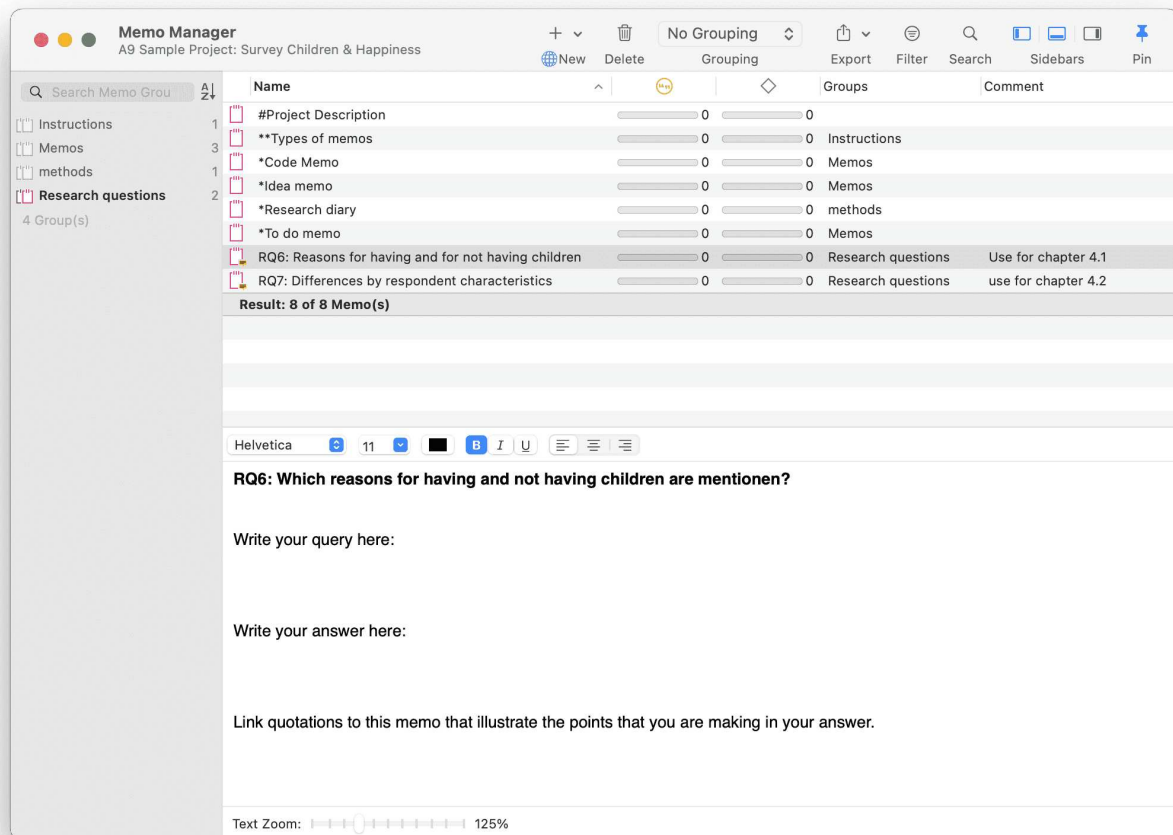 Memo Manager
A9 Sample Project: Survey Children & Happiness
No Grouping
New Delete Grouping Export Filter Search Sidebars Pin
Search Memo Grou
Instructions 1
Memos 3
methods 1
Research questions 2
4 Group(s)
Name Groups Comment
#Project Description 0 0
**Types of memos 0 0 Instructions
*Code Memo 0 0 Memos
*Idea memo 0 0 Memos
*Research diary 0 0 methods
*To do memo 0 0 Memos
RQ6: Reasons for having and for not having children 0 0 Research questions Use for chapter 4.1
RQ7: Differences by respondent characteristics 0 0 Research questions use for chapter 4.2
Result: 8 of 8 Memo(s)
Helvetica 11 B I U
RQ6: Which reasons for having and not having children are mentionen?
Write your query here:
Write your answer here:
Link quotations to this memo that illustrate the points that you are making in your answer.
Text Zoom: 125%